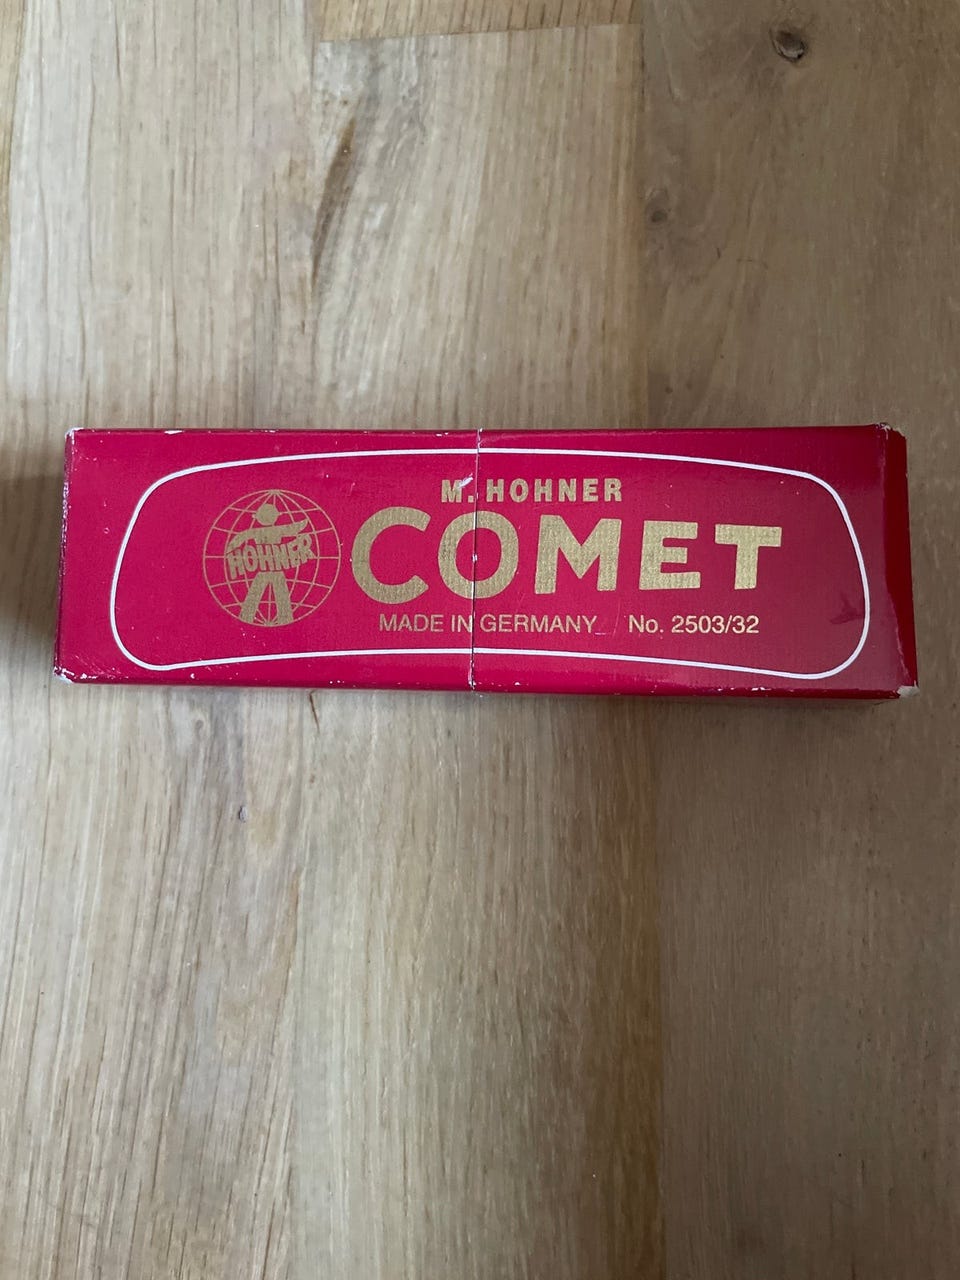 M. HOHNER
HOHNER
COMET
MADE IN GERMANY No. 2503/32